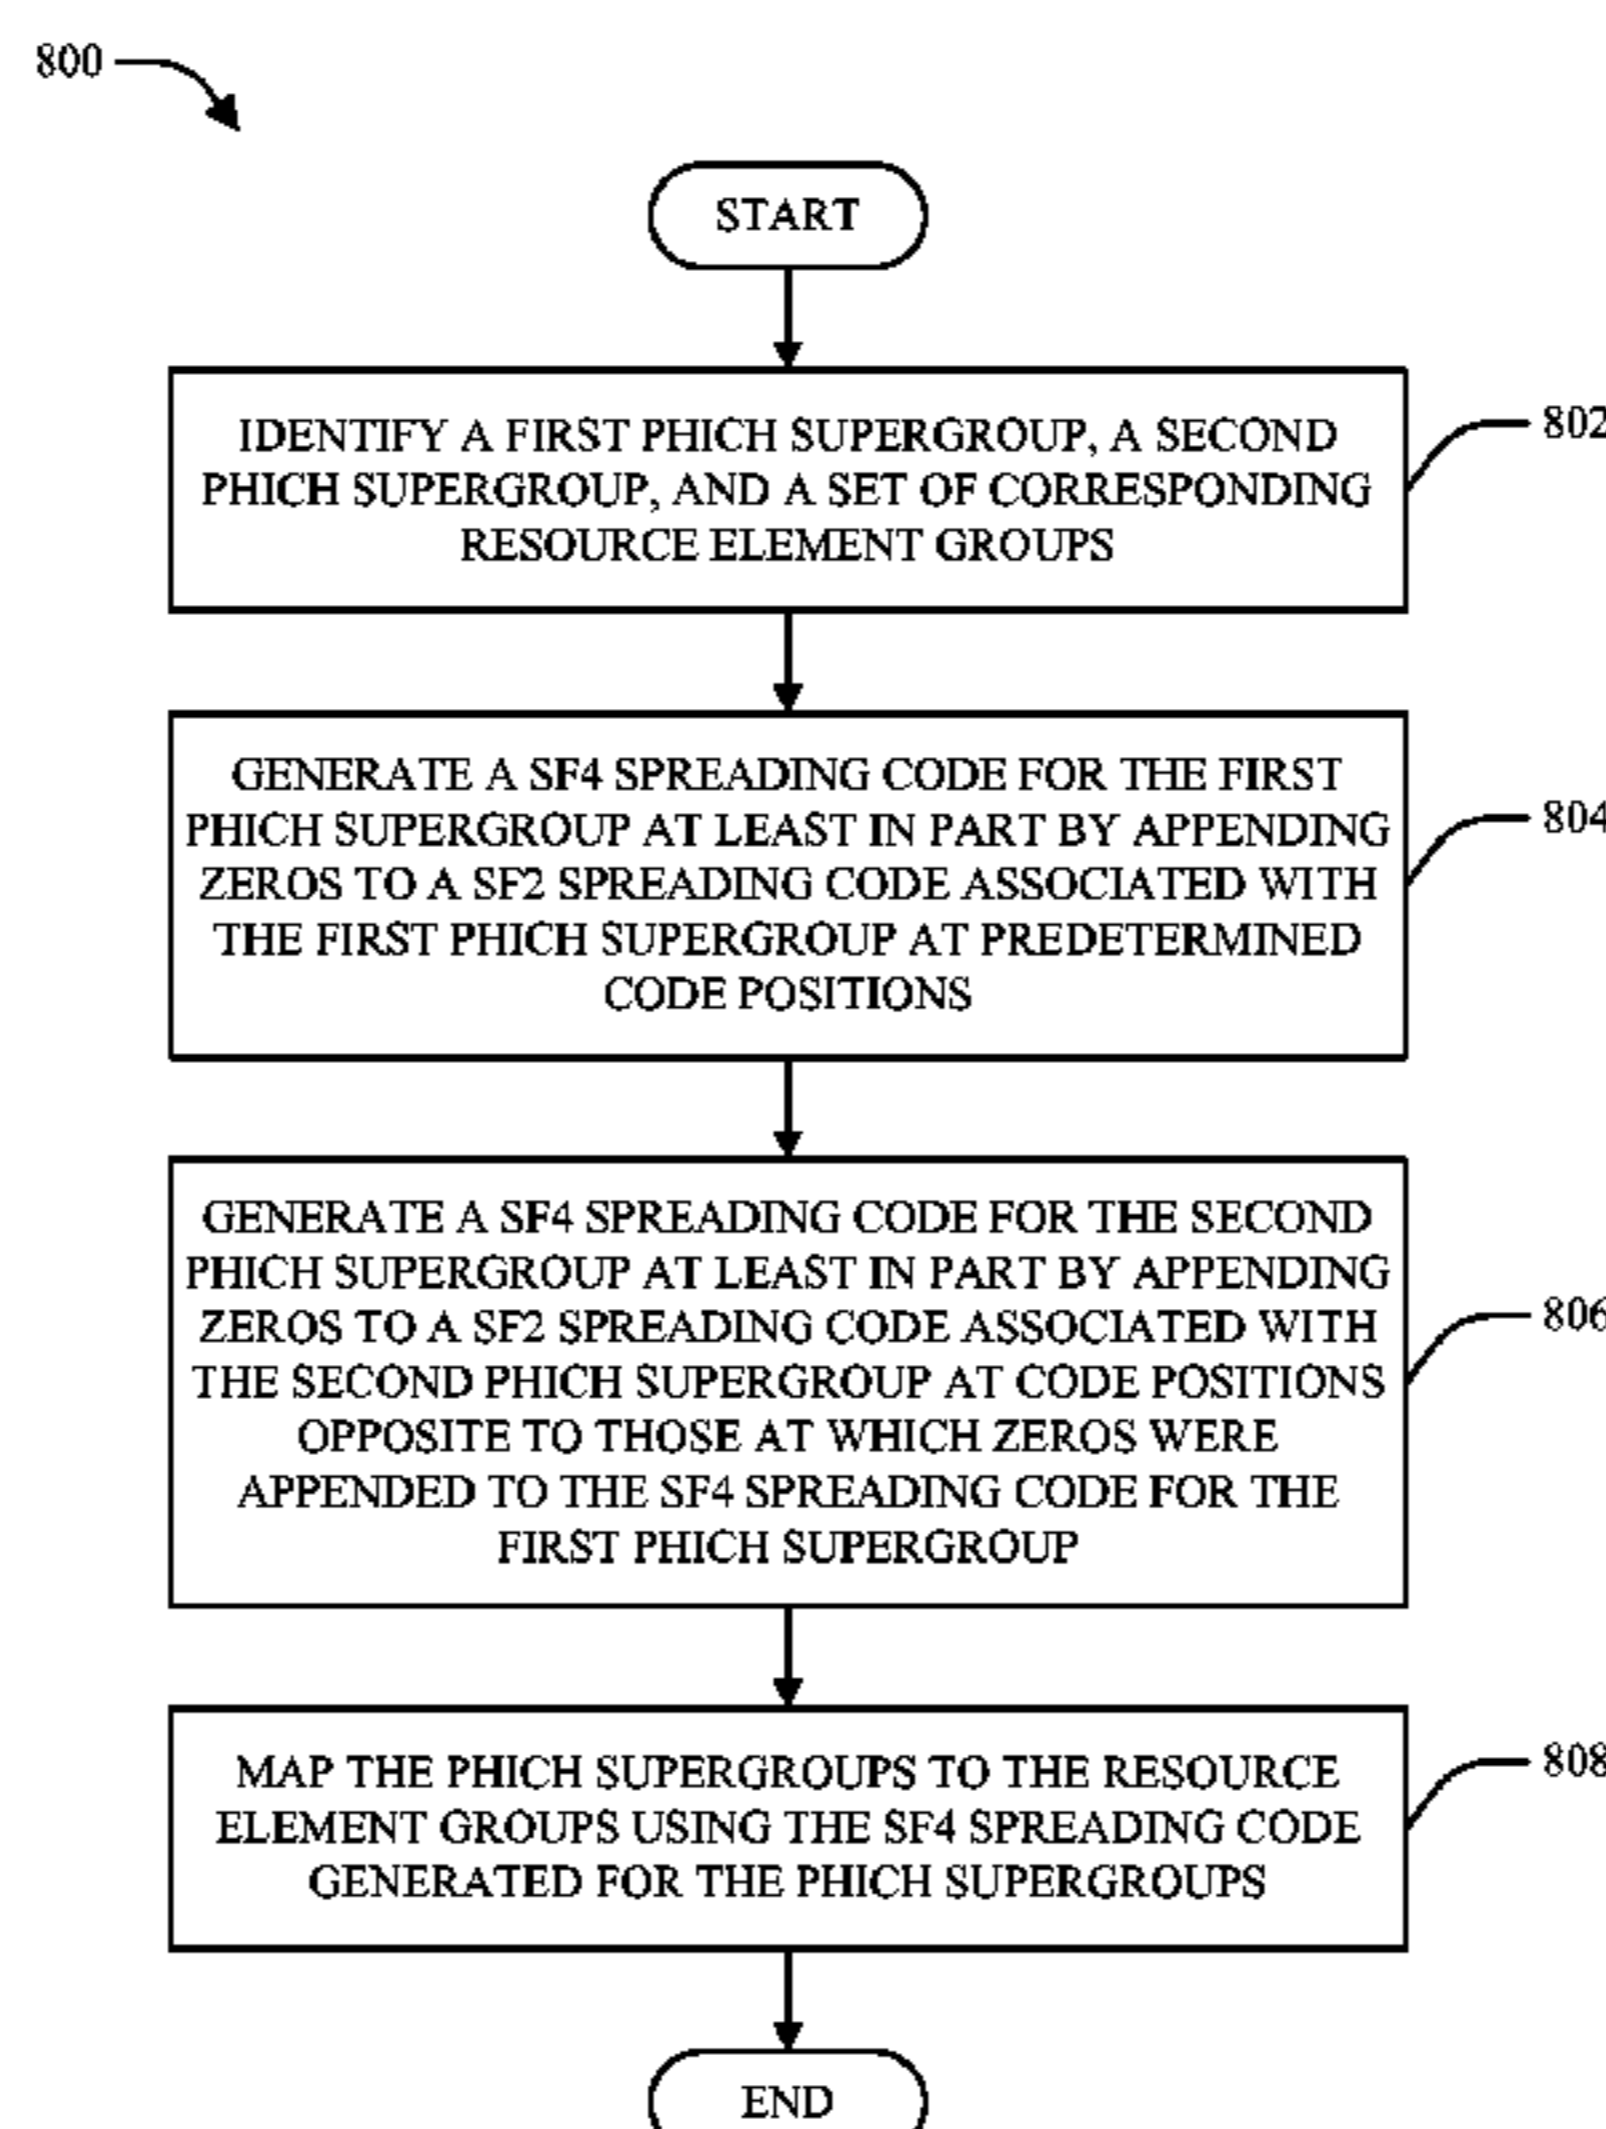 800
START
IDENTIFY A FIRST PHICH SUPERGROUP, A SECOND
PHICH SUPERGROUP, AND A SET OF CORRESPONDING
RESOURCE ELEMENT GROUPS
802
GENERATE A SF4 SPREADING CODE FOR THE FIRST
PHICH SUPERGROUP AT LEAST IN PART BY APPENDING
ZEROS TO A SF2 SPREADING CODE ASSOCIATED WITH
THE FIRST PHICH SUPERGROUP AT PREDETERMINED
CODE POSITIONS
804
GENERATE A SF4 SPREADING CODE FOR THE SECOND
PHICH SUPERGROUP AT LEAST IN PART BY APPENDING
ZEROS TO A SF2 SPREADING CODE ASSOCIATED WITH
THE SECOND PHICH SUPERGROUP AT CODE POSITIONS
OPPOSITE TO THOSE AT WHICH ZEROS WERE
APPENDED TO THE SF4 SPREADING CODE FOR THE
FIRST PHICH SUPERGROUP
806
MAP THE PHICH SUPERGROUPS TO THE RESOURCE
ELEMENT GROUPS USING THE SF4 SPREADING CODE
GENERATED FOR THE PHICH SUPERGROUPS
808
END